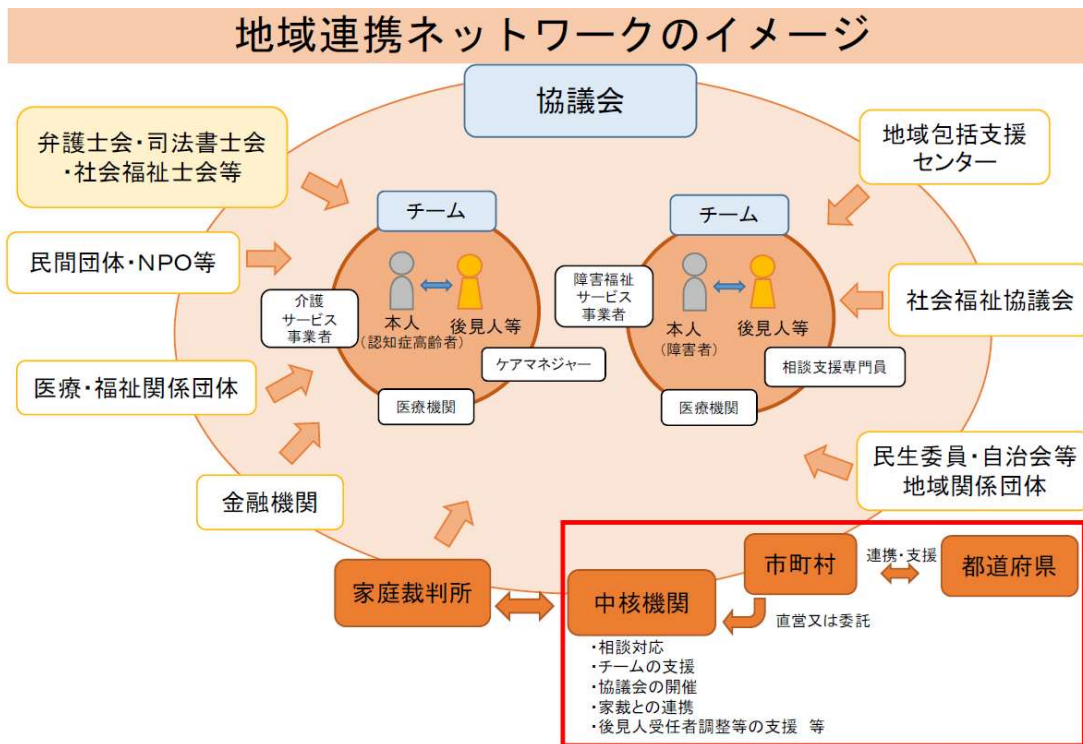 地域連携ネットワークのイメージ
協議会
弁護士会・司法書士会
・社会福祉士会等
民間団体・NPO等
医療・福祉関係団体
金融機関
地域包括支援
センター
社会福祉協議会
民生委員・自治会等
地域関係団体
チーム
介護
サービス
事業者
本人
(認知症高齢者)
後見人等
ケアマネジャー
医療機関
チーム
障害福祉
サービス
事業者
本人
(障害者)
後見人等
相談支援専門員
医療機関
家庭裁判所
中核機関
市町村
連携・支援
都道府県
直営又は委託
・相談対応
・チームの支援
・協議会の開催
・家裁との連携
・後見人受任者調整等の支援 等